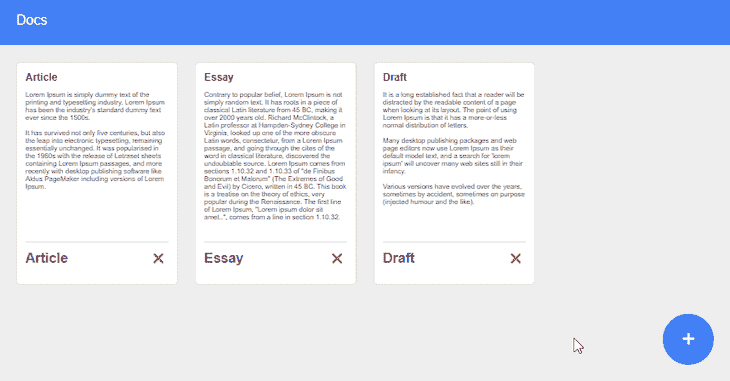 Docs
Article
Lorem Ipsum is simply dummy text of the
printing and typesetting industry. Lorem Ipsum
has been the industry's standard dummy text
ever since the 1500s.
It has survived not only five centuries, but also
the leap into electronic typesetting, remaining
essentially unchanged. It was popularised in
the 1960s with the release of Letraset sheets
containing Lorem Ipsum passages, and more
recently with desktop publishing software like
Aldus PageMaker including versions of Lorem
Ipsum.
Article
Essay
Contrary to popular belief, Lorem Ipsum is not
simply random text. It has roots in a piece of
classical Latin literature from 45 BC, making it
over 2000 years old. Richard McClintock, a
Latin professor at Hampden-Sydney College in
Virginia, looked up one of the more obscure
Latin words, consectetur, from a Lorem Ipsum
passage, and going through the cites of the
word in classical literature, discovered the
undoubtable source. Lorem Ipsum comes from
sections 1.10.32 and 1.10.33 of "de Finibus
Bonorum et Malorum" (The Extremes of Good
and Evil) by Cicero, written in 45 BC. This book
is a treatise on the theory of ethics, very
popular during the Renaissance. The first line
of Lorem Ipsum, "Lorem ipsum dolor sit
amet..", comes from a line in section 1.10.32.
Essay
Draft
It is a long established fact that a reader will be
distracted by the readable content of a page
when looking at its layout. The point of using
Lorem Ipsum is that it has a more-or-less
normal distribution of letters.
Many desktop publishing packages and web
page editors now use Lorem Ipsum as their
default model text, and a search for 'lorem
ipsum' will uncover many web sites still in their
infancy.
Various versions have evolved over the years,
sometimes by accident, sometimes on purpose
(injected humour and the like).
Draft